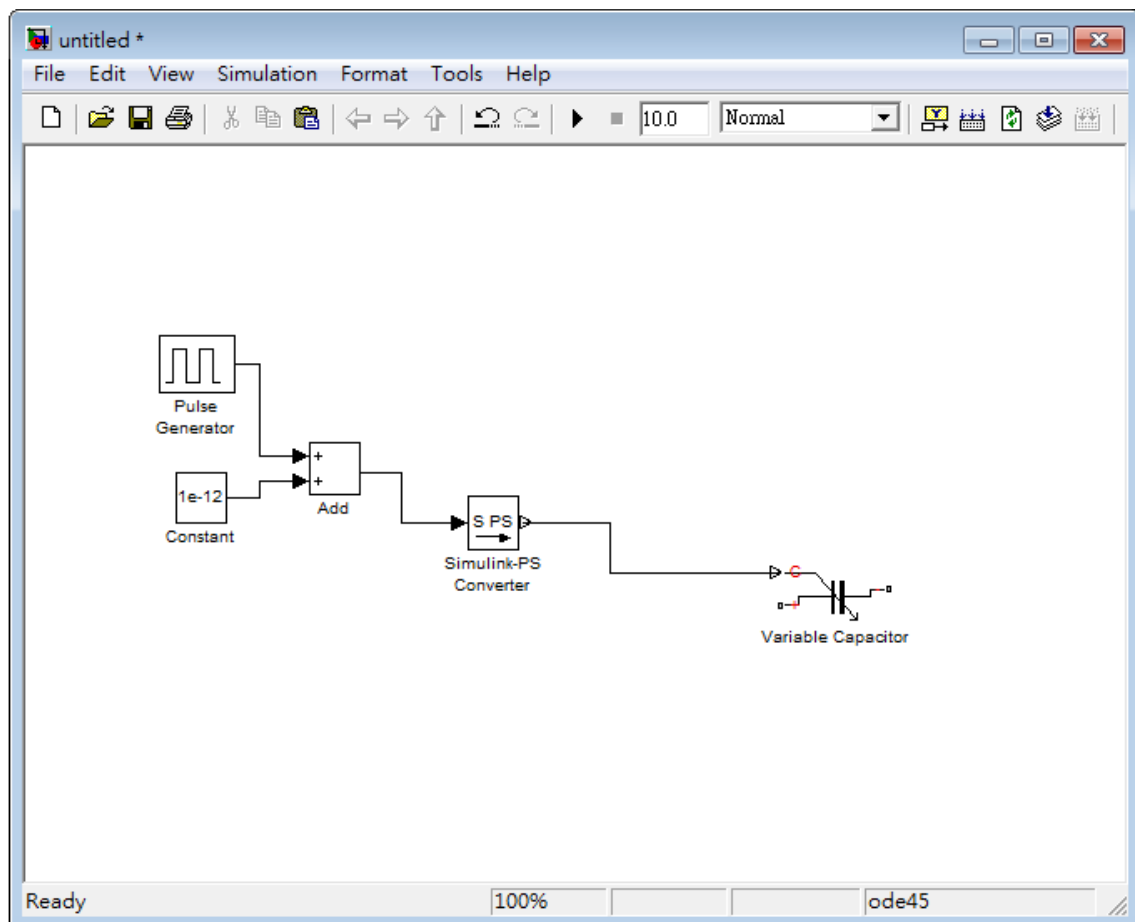 untitled *
File Edit View Simulation Format Tools Help
10.0 Normal
Pulse
Generator
+
+
1e-12
Add
Constant
S PS
Simulink-PS
Converter
C
+
-
Variable Capacitor
Ready 100% ode45